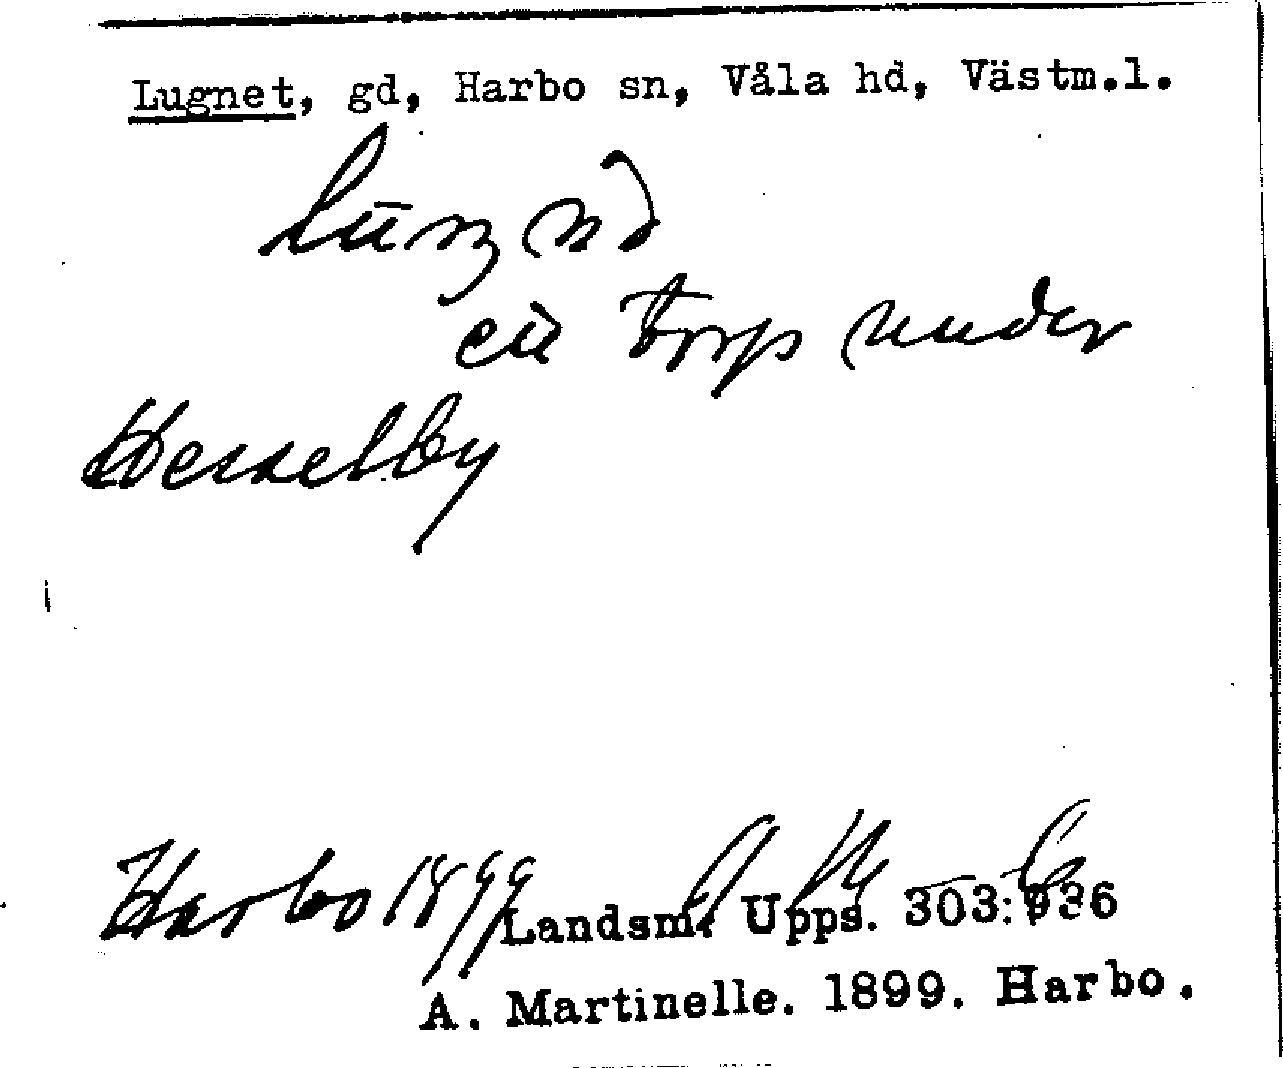 Lugnet, gd, Harbo sn, Våla hd, Västm.l.
ett torp under
Hesselby
Harbo 1899
Landsm. Upps. 303:936
A. Martinelle. 1899. Harbo.